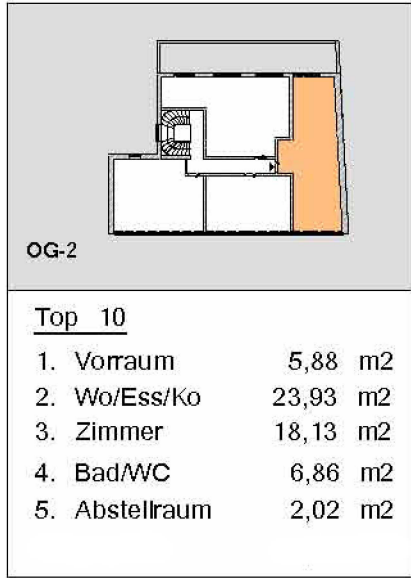 OG-2
Top 10
1. Vorraum 5,88 m2
2. Wo/Ess/Ko 23,93 m2
3. Zimmer 18,13 m2
4. Bad/WC 6,86 m2
5. Abstellraum 2,02 m2